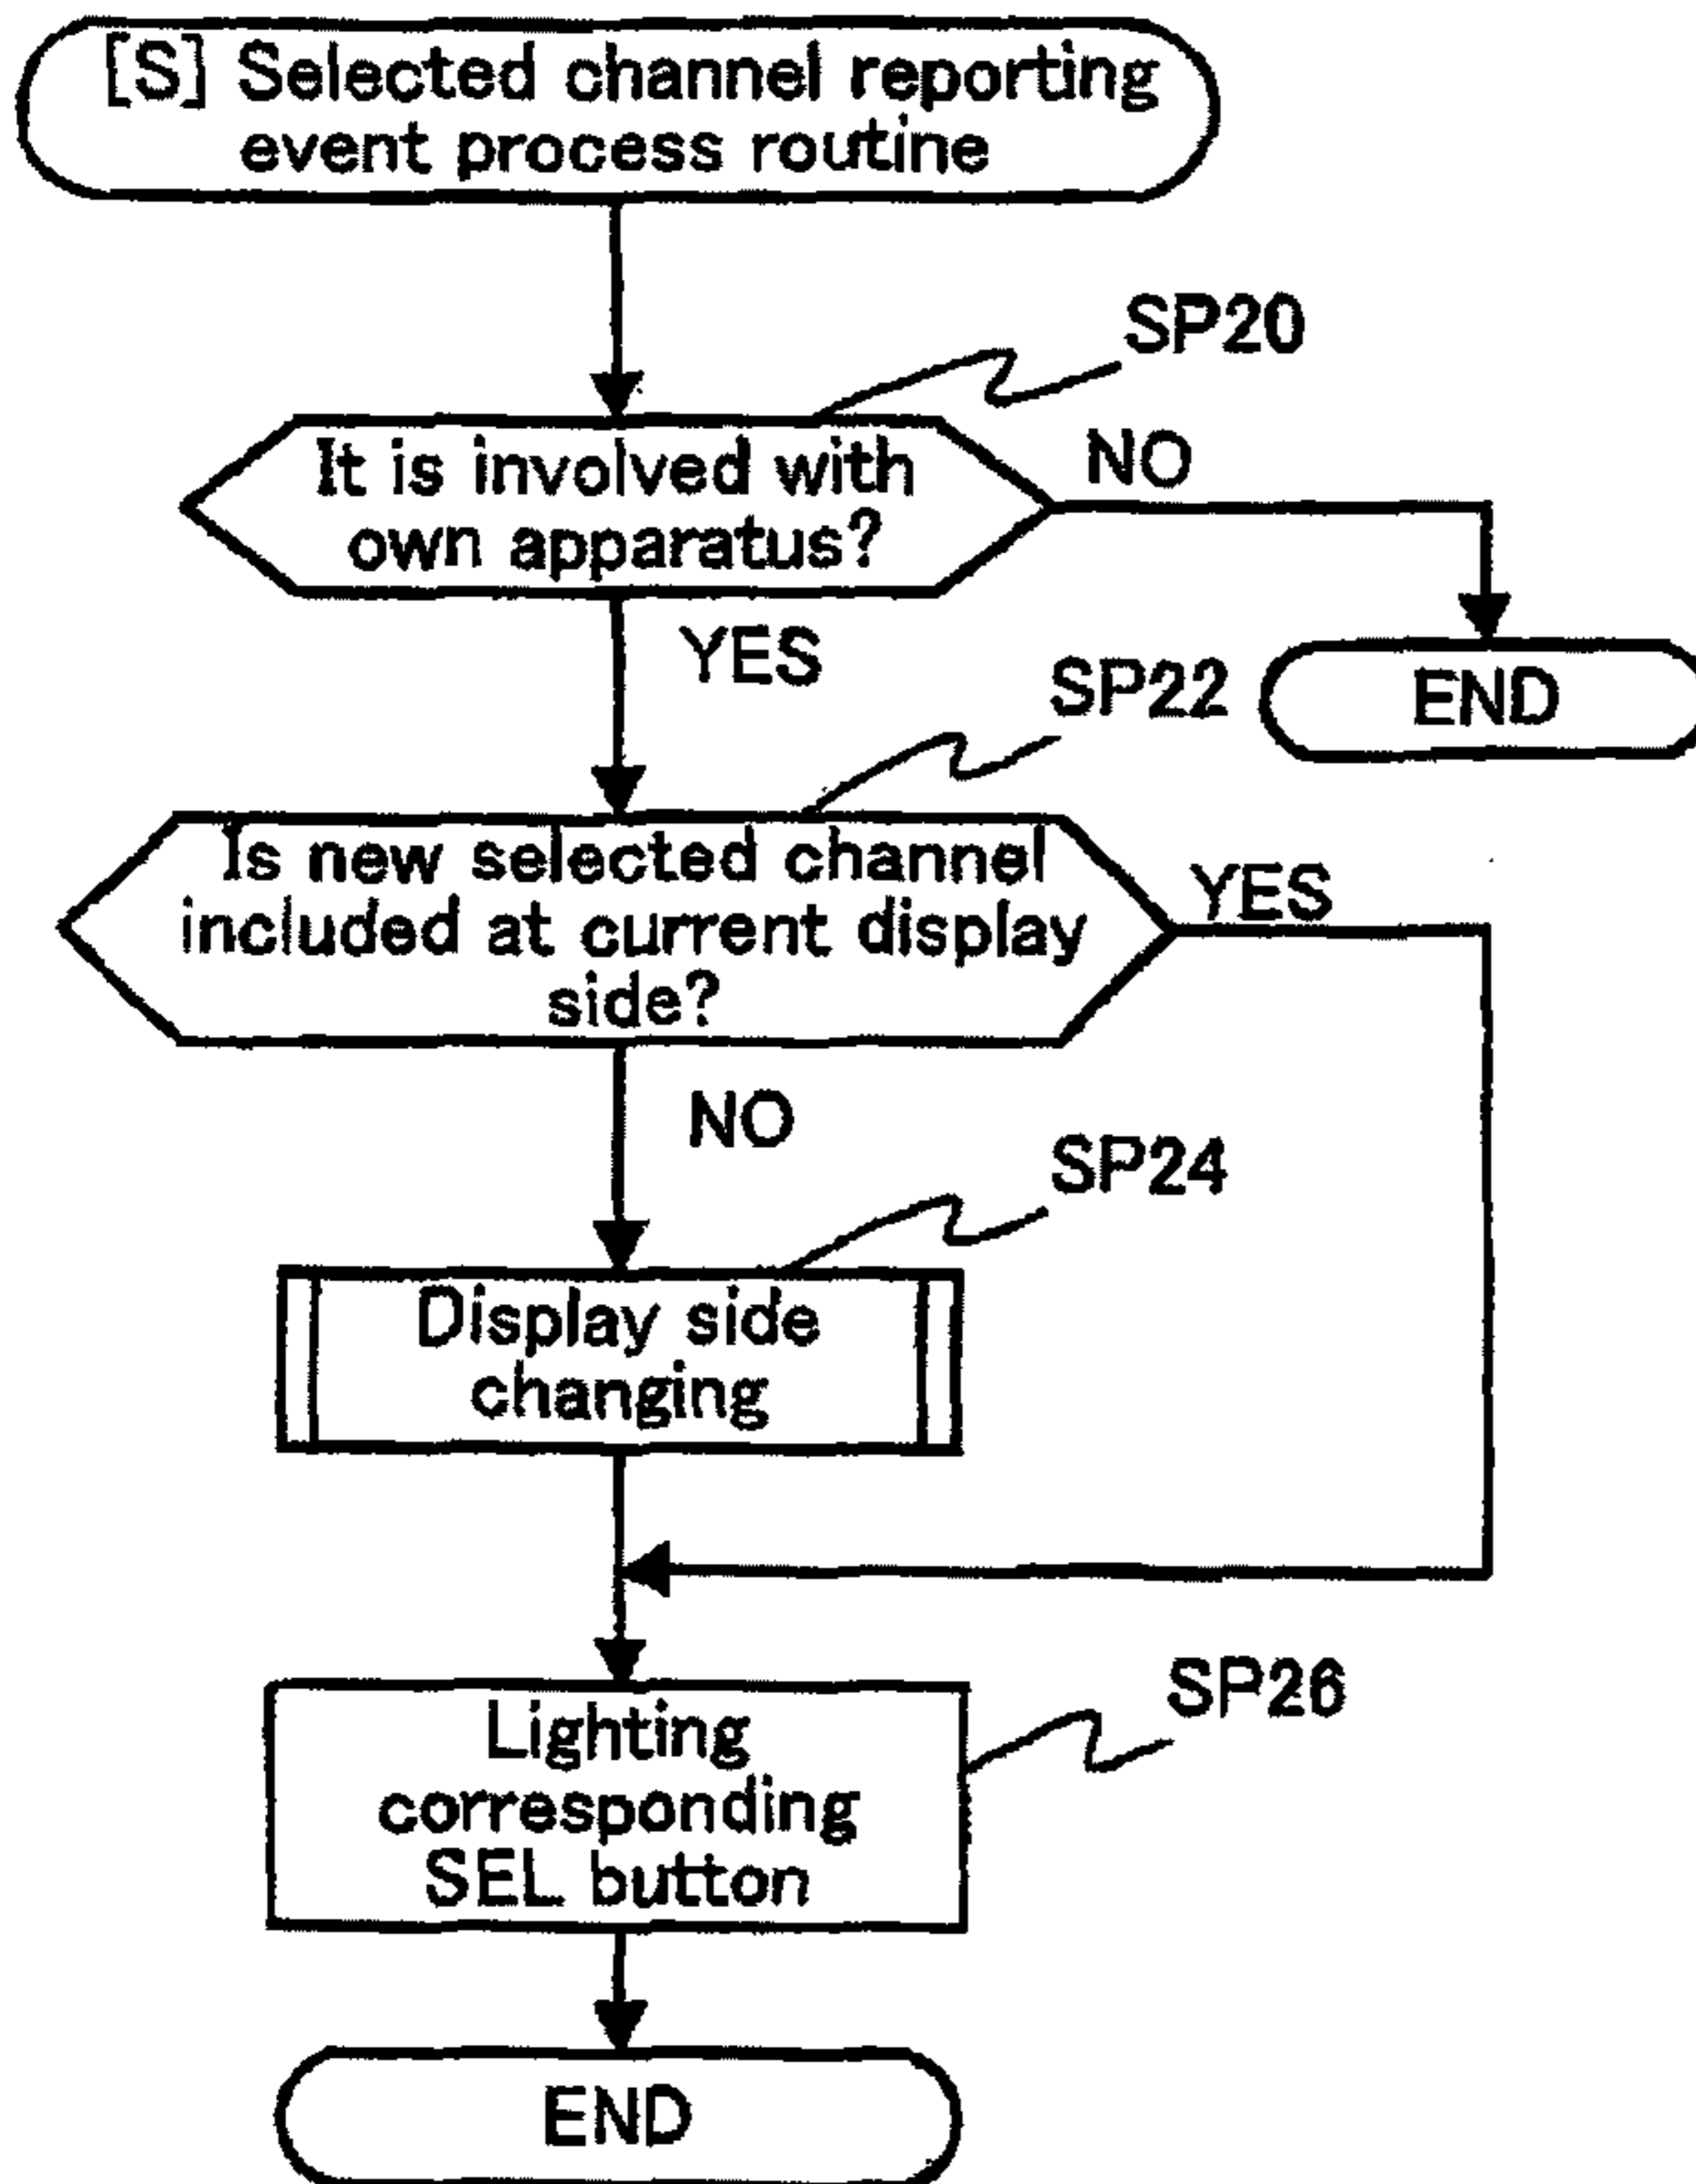 [S] Selected channel reporting
event process routine
SP20
It is involved with
own apparatus?
NO
YES
END
SP22
Is new selected channel
included at current display
side?
YES
NO
SP24
Display side
changing
SP26
Lighting
corresponding
SEL button
END